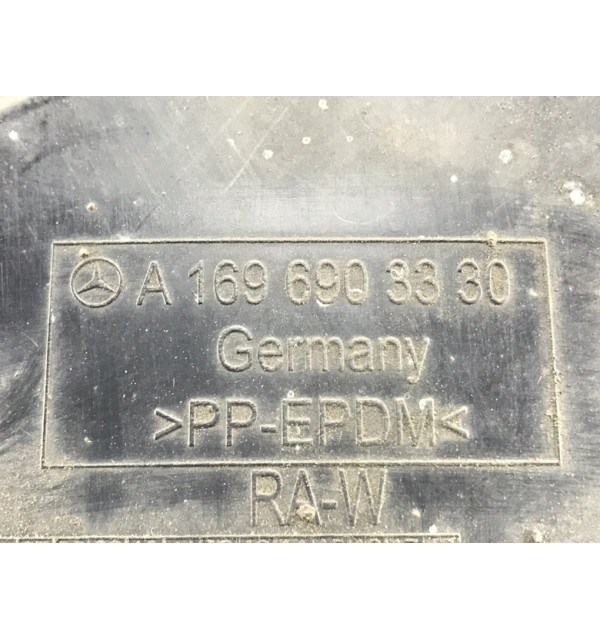 A 169 690 33 30
Germany
>PP-EPDM<
RA-W